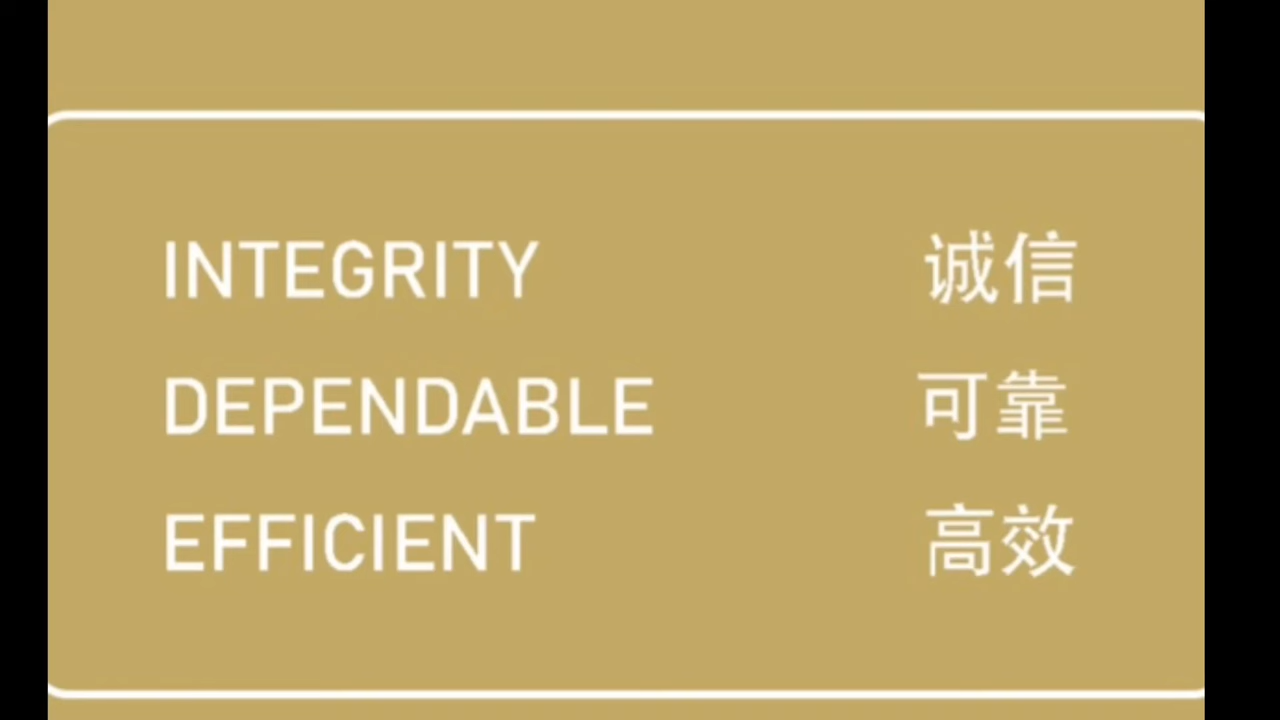 INTEGRITY 诚信
DEPENDABLE 可靠
EFFICIENT 高效